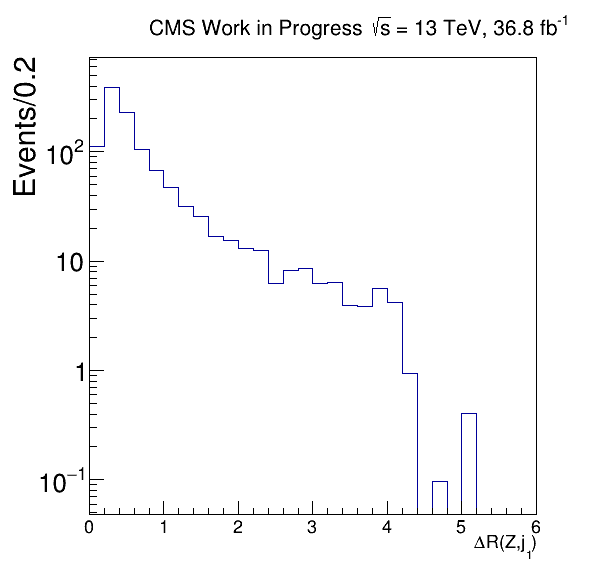 CMS Work in Progress √s = 13 TeV, 36.8 fb⁻¹
Events/0.2
10²
10
1
10⁻¹
0 1 2 3 4 5 6
ΔR(Z,j₁)